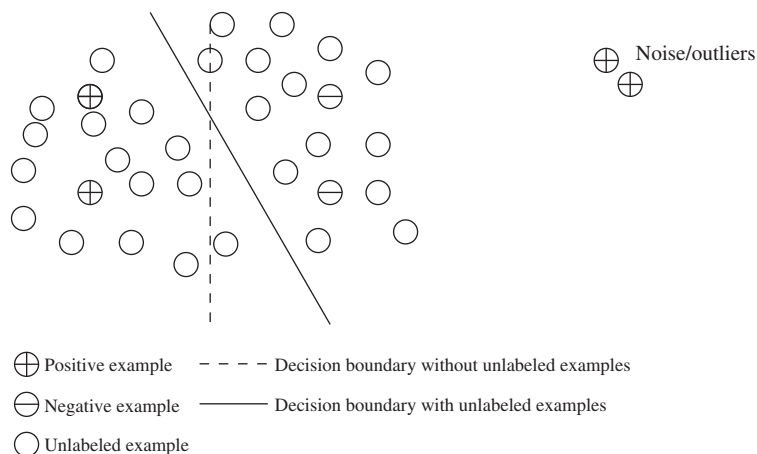 Noise/outliers
Positive example
Decision boundary without unlabeled examples
Negative example
Decision boundary with unlabeled examples
Unlabeled example